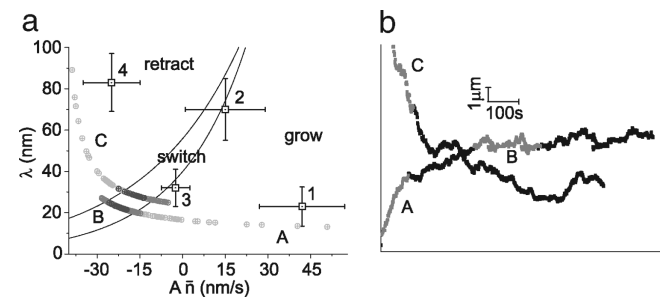 a
100
80
60
40
20
0
λ (nm)
-30 -15 0 15 30 45
A n̄ (nm/s)
retract
4
2
grow
C
switch
3
1
B
A
b
C
1μm
100s
B
A